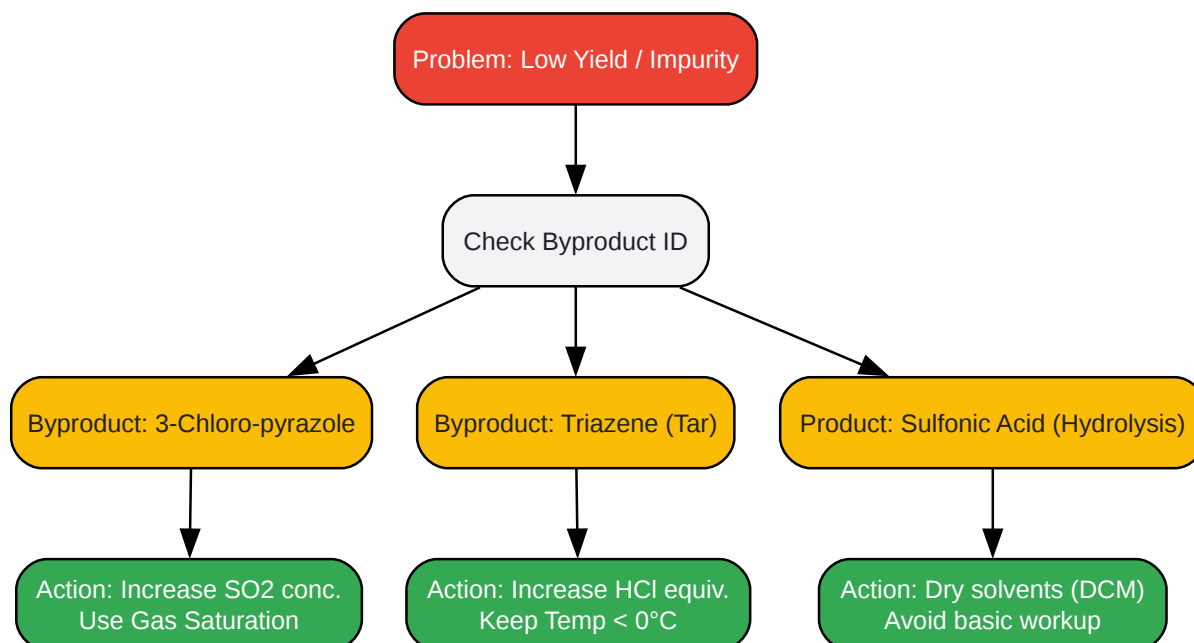 Problem: Low Yield / Impurity
Check Byproduct ID
Byproduct: 3-Chloro-pyrazole
Byproduct: Triazene (Tar)
Product: Sulfonic Acid (Hydrolysis)
Action: Increase SO2 conc.
Use Gas Saturation
Action: Increase HCl equiv.
Keep Temp < 0°C
Action: Dry solvents (DCM)
Avoid basic workup